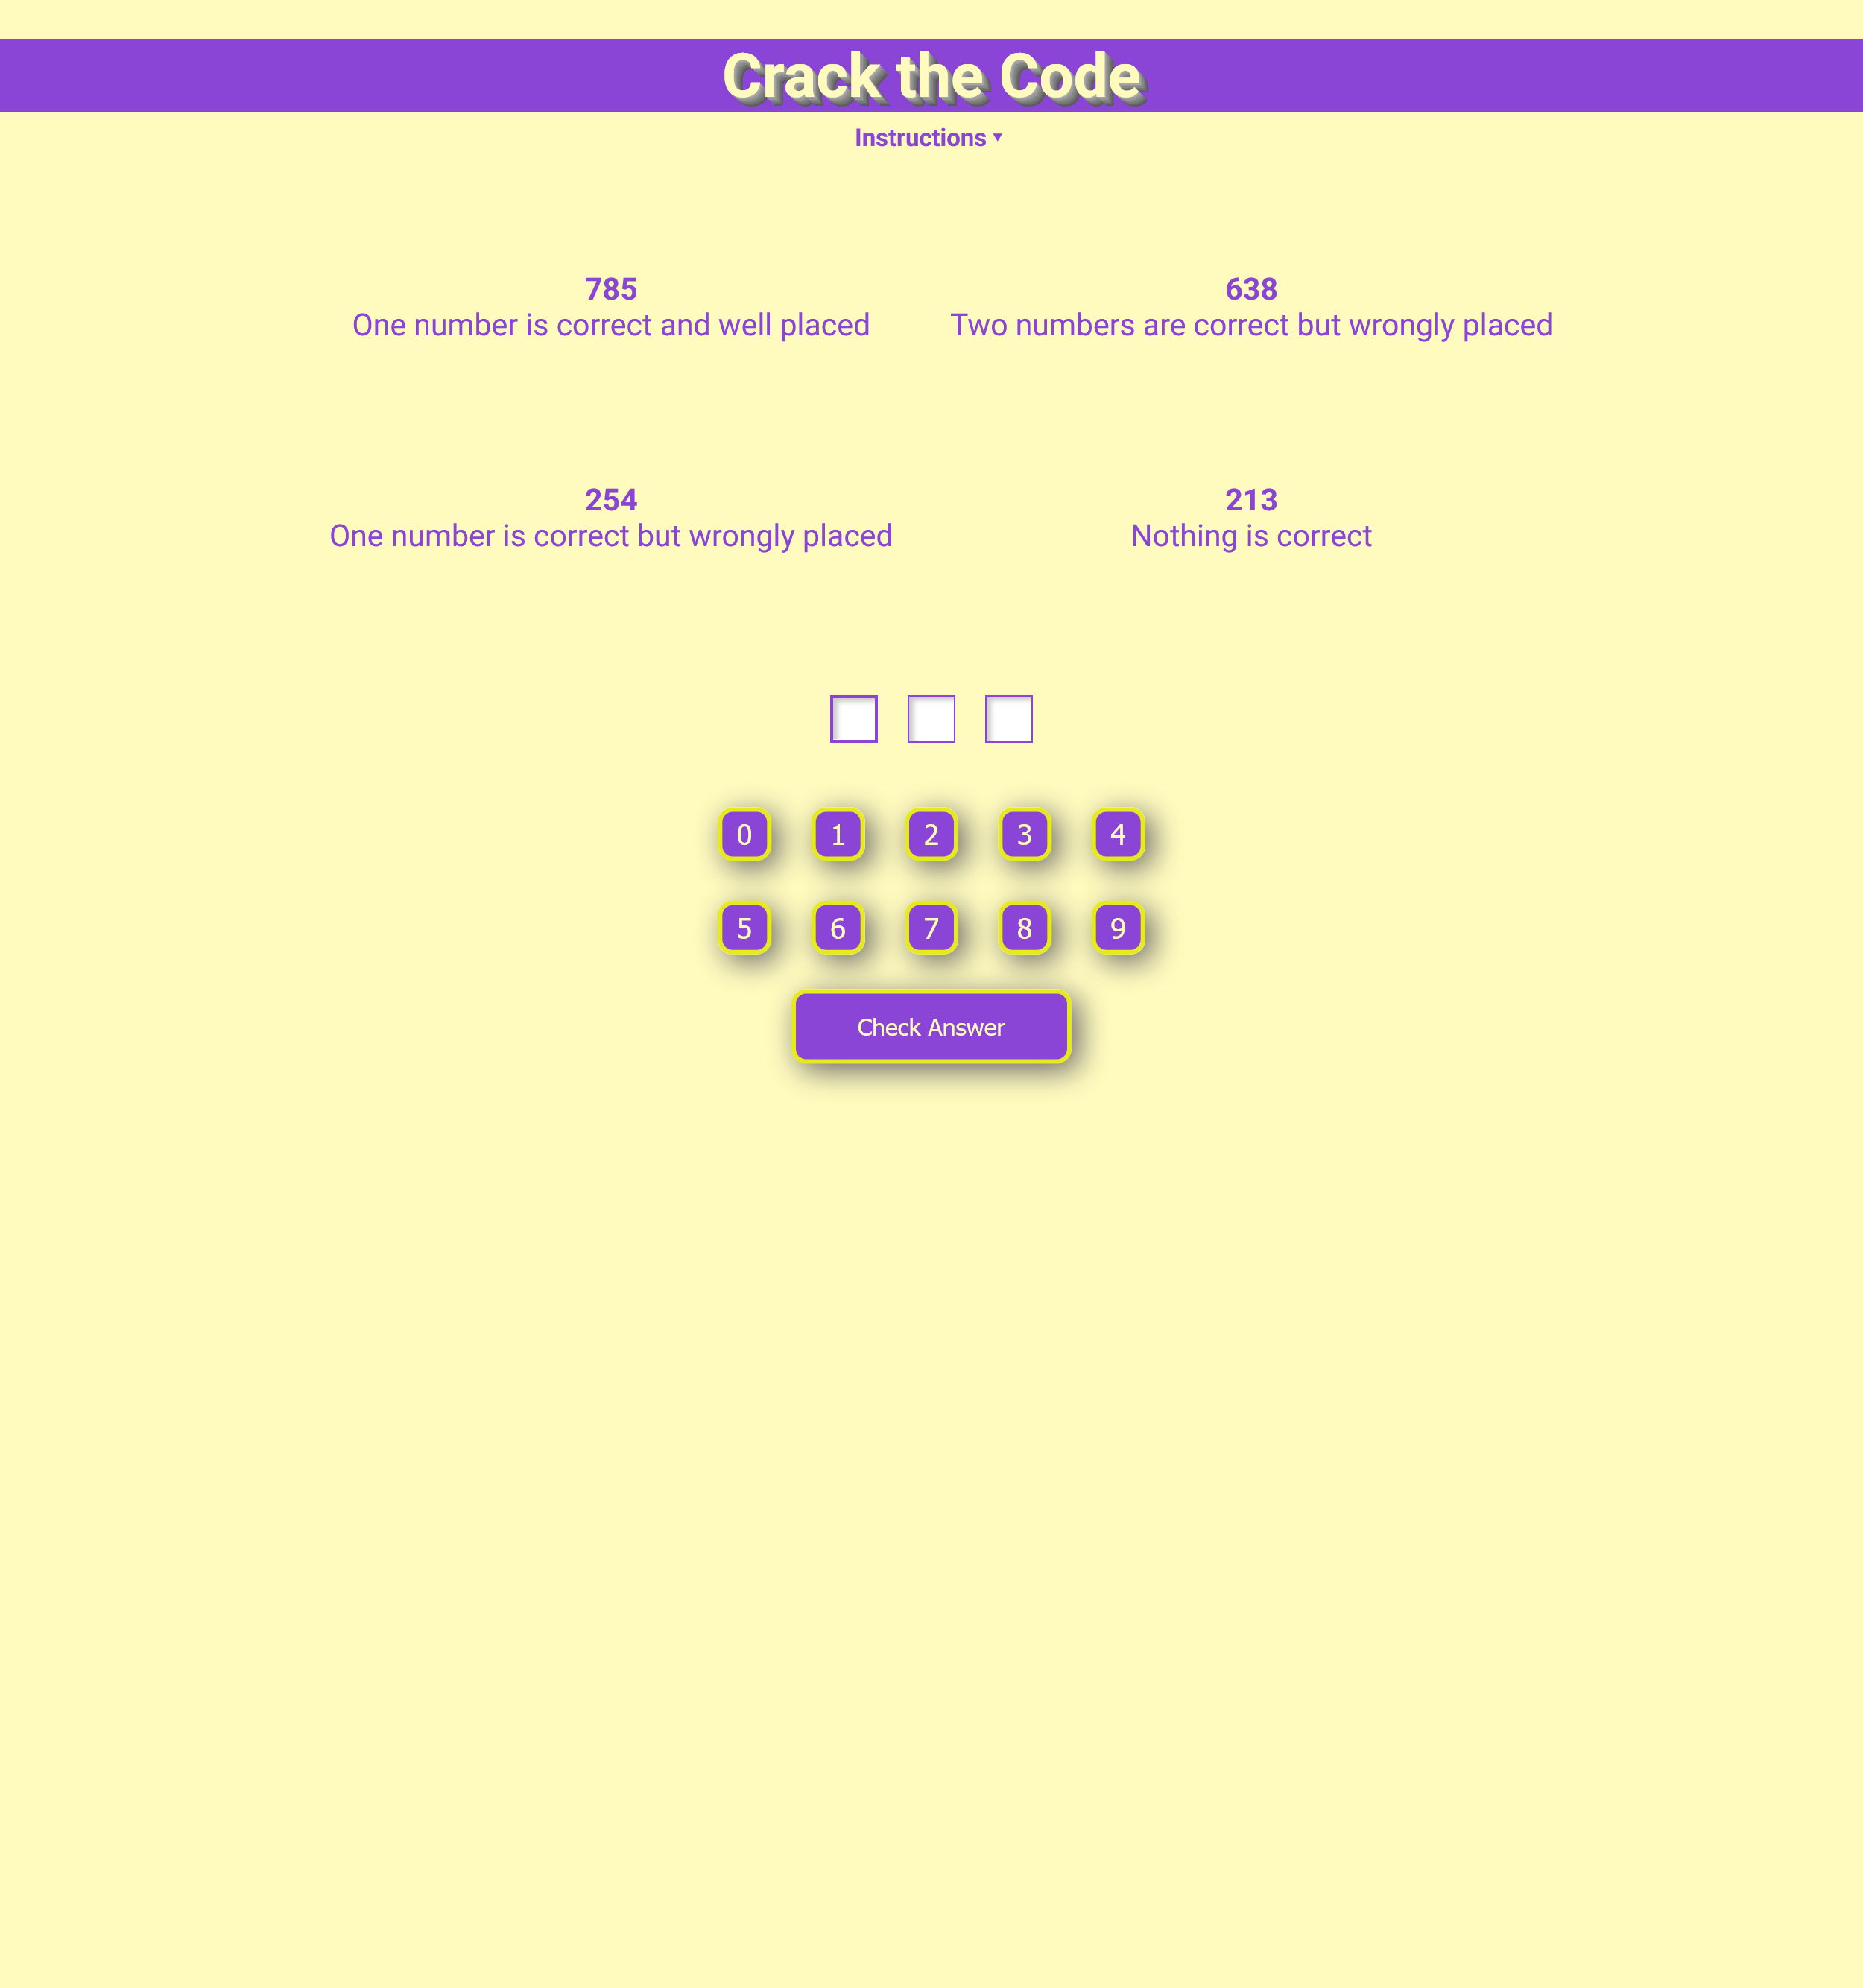 Crack the Code
Instructions ▾
785
One number is correct and well placed
638
Two numbers are correct but wrongly placed
254
One number is correct but wrongly placed
213
Nothing is correct
0 1 2 3 4
5 6 7 8 9
Check Answer